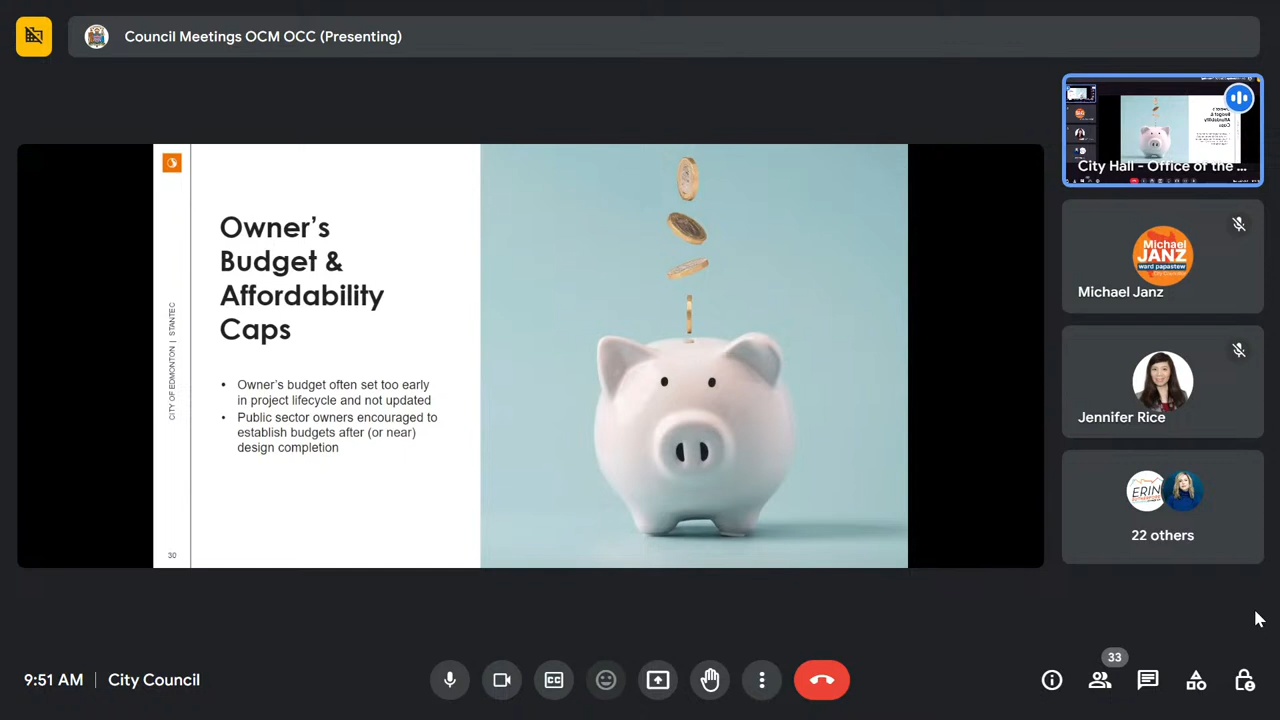 Council Meetings OCM OCC (Presenting)
Owner's
Budget &
Affordability
Caps
• Owner's budget often set too early
in project lifecycle and not updated
• Public sector owners encouraged to
establish budgets after (or near)
design completion
CITY OF EDMONTON | STANTEC
30
City Hall - Office of the ...
Michael
JANZ
ward papastew
Michael Janz
Jennifer Rice
ERIN
22 others
9:51 AM | City Council
CC
33